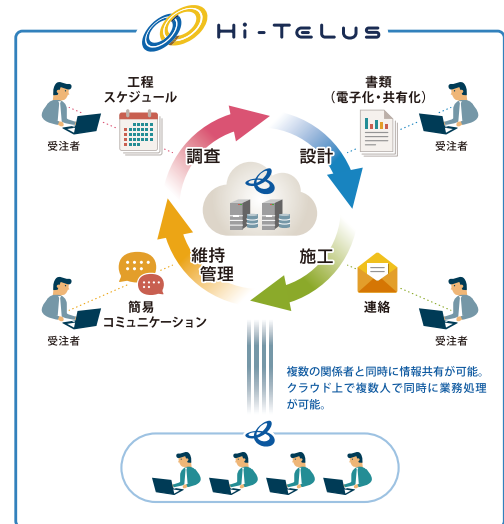 Hi-TeLus
工程
スケジュール
受注者
書類
（電子化・共有化）
受注者
調査
設計
維持
管理
施工
簡易
コミュニケーション
受注者
連絡
受注者
複数の関係者と同時に情報共有が可能。
クラウド上で複数人で同時に業務処理
が可能。